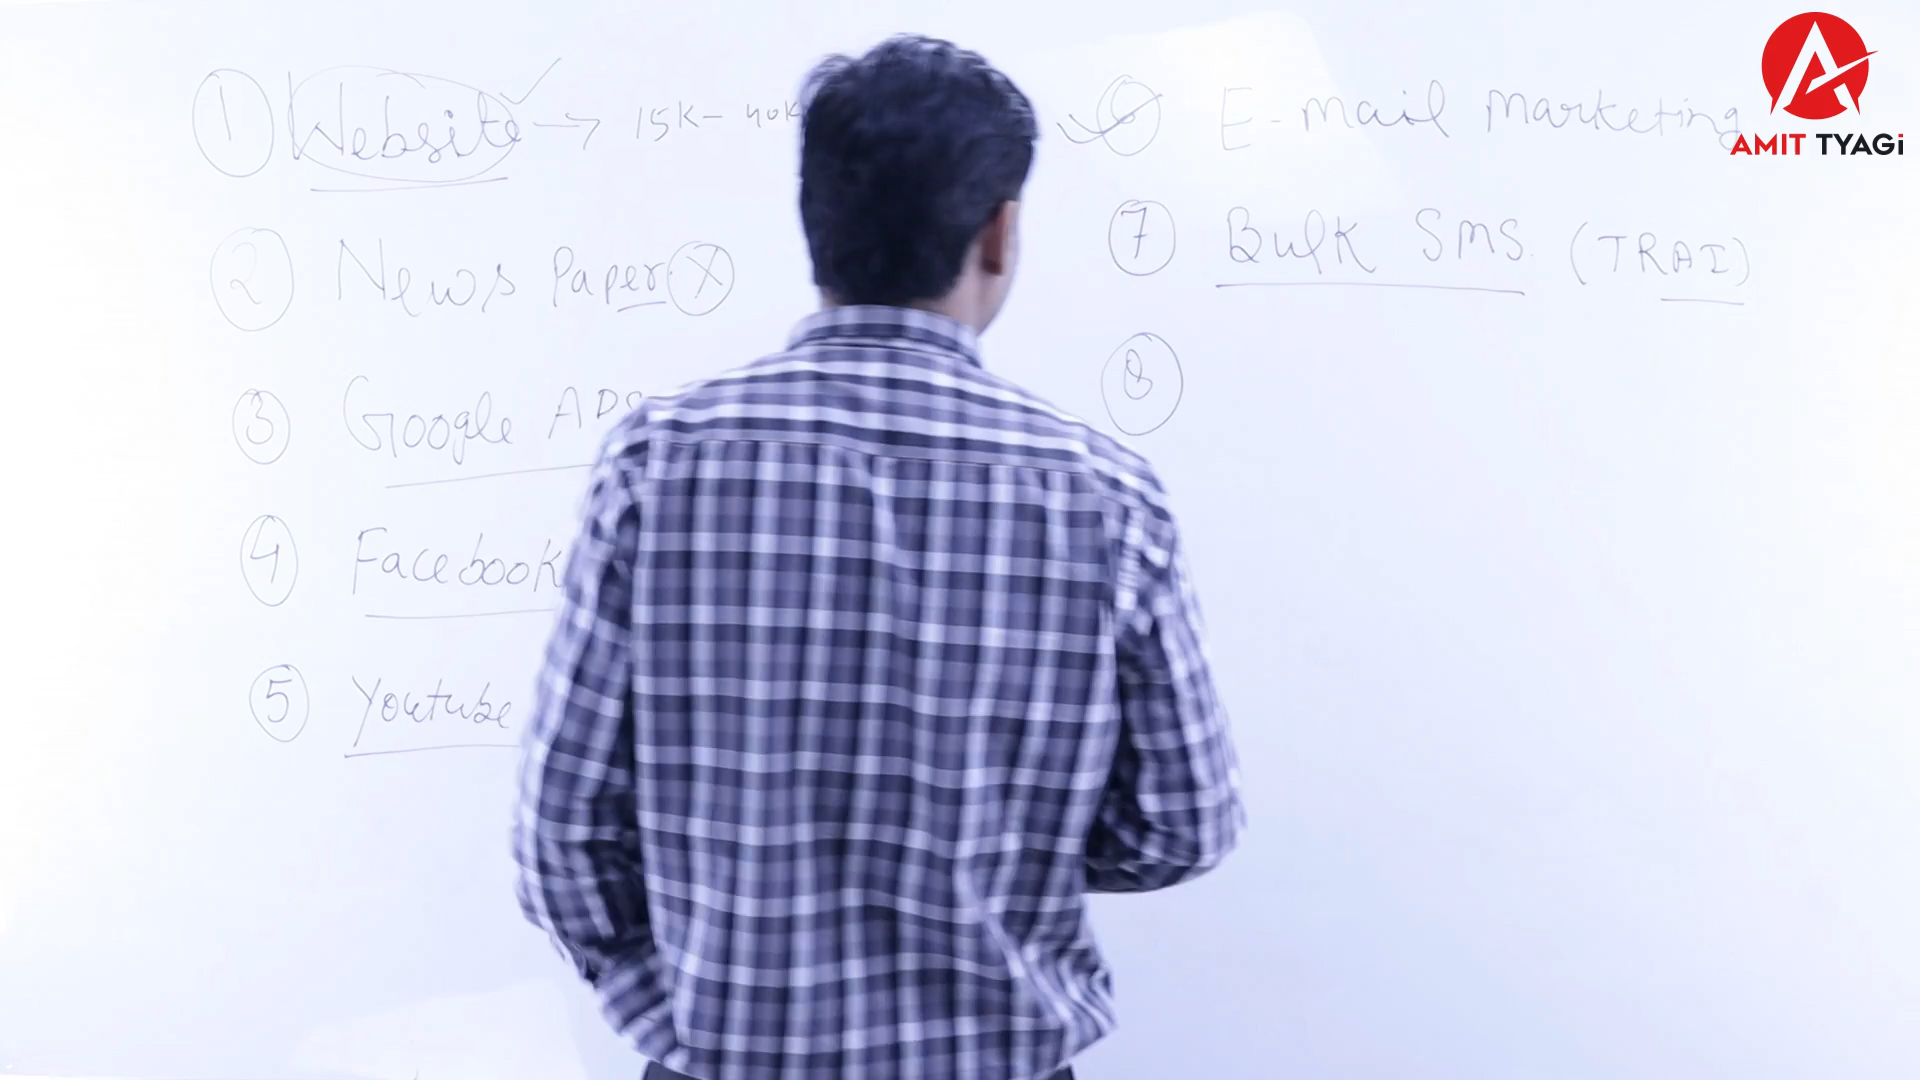 1 Website → 15K - 40K
2 News Paper X
3 Google ADS
4 Facebook
5 Youtube
6 E-mail Marketing
7 Bulk SMS (TRAI)
8
AMIT TYAGi